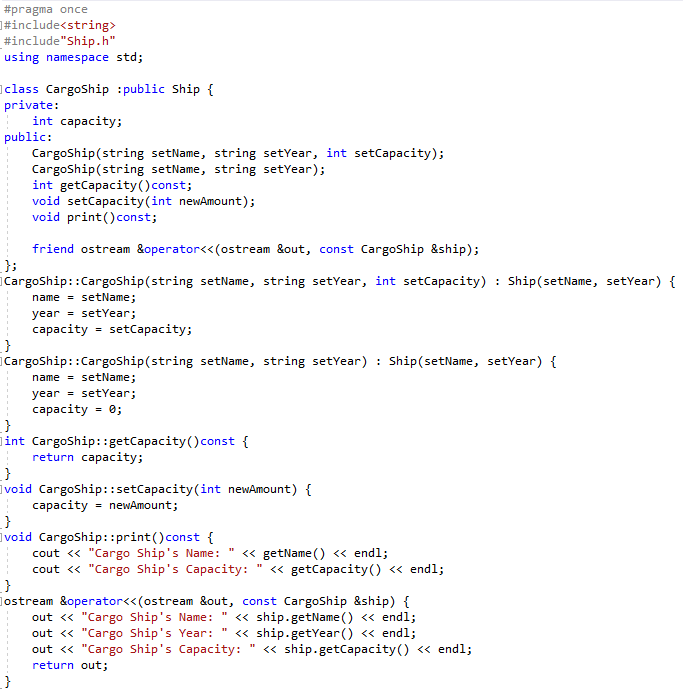 #pragma once
#include<string>
#include"Ship.h"
using namespace std;

class CargoShip :public Ship {
private:
    int capacity;
public:
    CargoShip(string setName, string setYear, int setCapacity);
    CargoShip(string setName, string setYear);
    int getCapacity()const;
    void setCapacity(int newAmount);
    void print()const;

    friend ostream &operator<<(ostream &out, const CargoShip &ship);
};
CargoShip::CargoShip(string setName, string setYear, int setCapacity) : Ship(setName, setYear) {
    name = setName;
    year = setYear;
    capacity = setCapacity;
}
CargoShip::CargoShip(string setName, string setYear) : Ship(setName, setYear) {
    name = setName;
    year = setYear;
    capacity = 0;
}
int CargoShip::getCapacity()const {
    return capacity;
}
void CargoShip::setCapacity(int newAmount) {
    capacity = newAmount;
}
void CargoShip::print()const {
    cout << "Cargo Ship's Name: " << getName() << endl;
    cout << "Cargo Ship's Capacity: " << getCapacity() << endl;
}
ostream &operator<<(ostream &out, const CargoShip &ship) {
    out << "Cargo Ship's Name: " << ship.getName() << endl;
    out << "Cargo Ship's Year: " << ship.getYear() << endl;
    out << "Cargo Ship's Capacity: " << ship.getCapacity() << endl;
    return out;
}